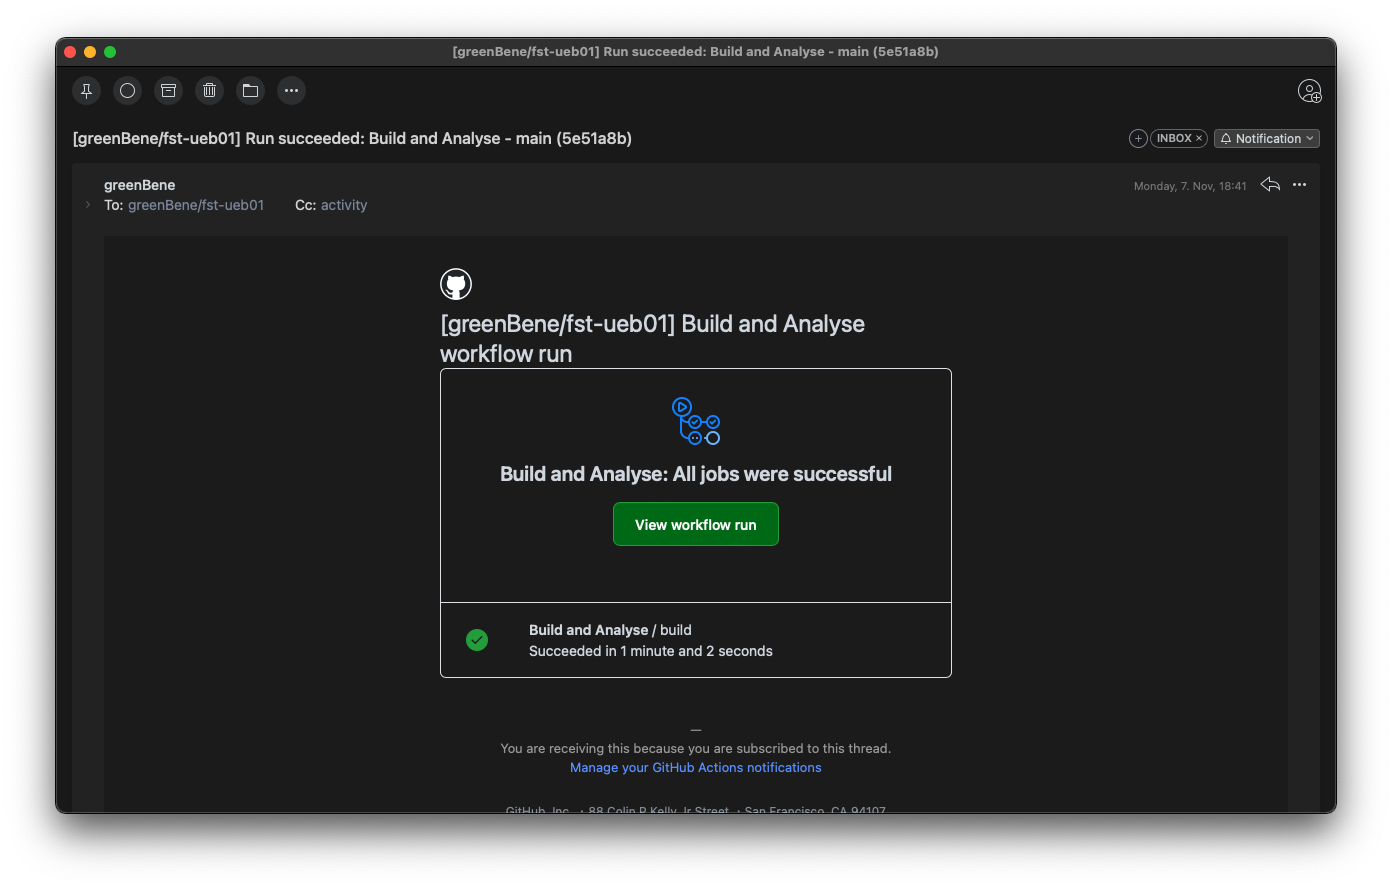 [greenBene/fst-ueb01] Run succeeded: Build and Analyse - main (5e51a8b)
[greenBene/fst-ueb01] Run succeeded: Build and Analyse - main (5e51a8b)
INBOX ×
Notification
greenBene
Monday, 7. Nov, 18:41
To: greenBene/fst-ueb01 Cc: activity
[greenBene/fst-ueb01] Build and Analyse
workflow run
Build and Analyse: All jobs were successful
View workflow run
Build and Analyse / build
Succeeded in 1 minute and 2 seconds
—
You are receiving this because you are subscribed to this thread.
Manage your GitHub Actions notifications
GitHub, Inc. ・88 Colin P Kelly Jr Street ・San Francisco, CA 94107